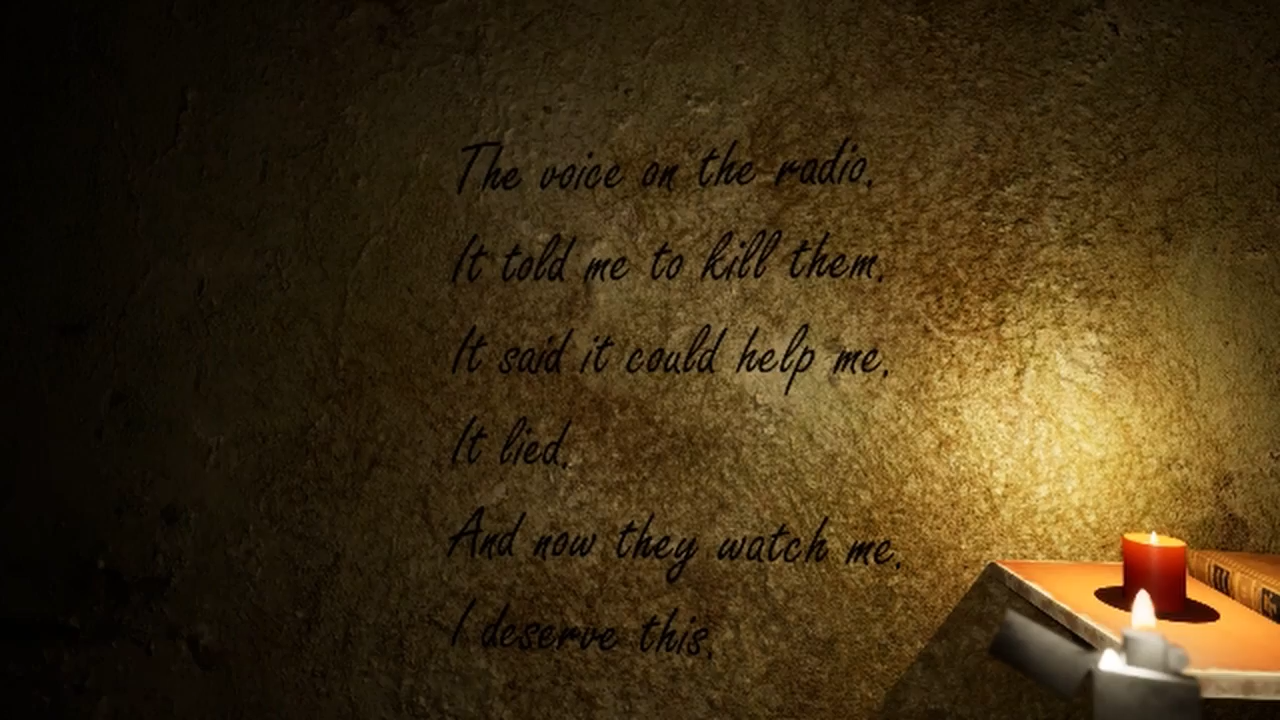 The voice on the radio.
It told me to kill them.
It said it could help me.
It lied.
And now they watch me.
I deserve this.